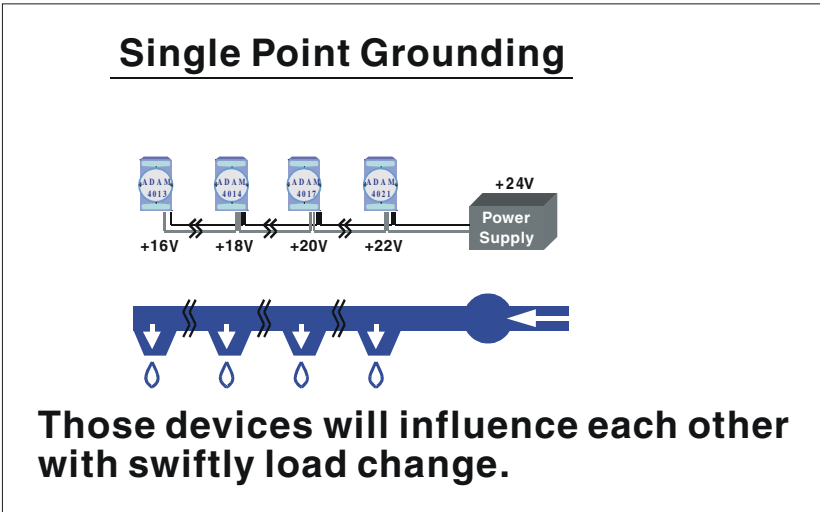 Single Point Grounding
ADAM 4013
ADAM 4014
ADAM 4017
ADAM 4021
+24V
Power
Supply
+16V +18V +20V +22V
Those devices will influence each other
with swiftly load change.